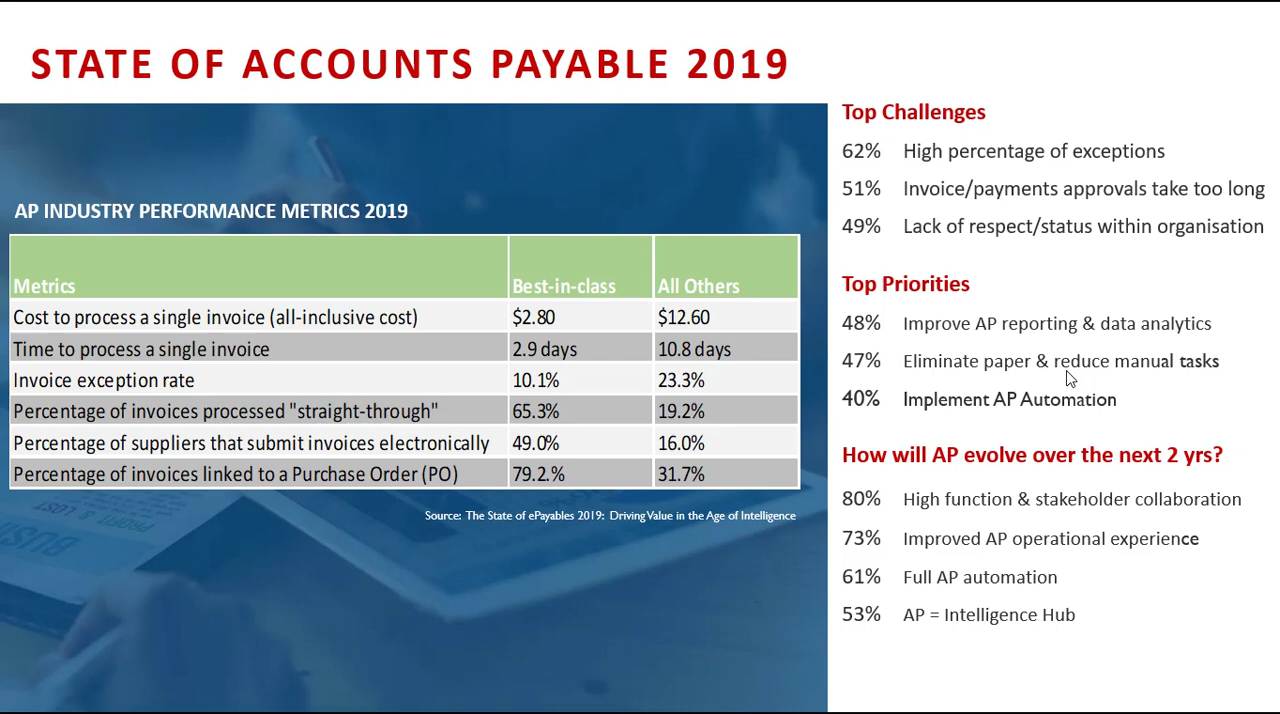 STATE OF ACCOUNTS PAYABLE 2019
AP INDUSTRY PERFORMANCE METRICS 2019
Metrics Best-in-class All Others
Cost to process a single invoice (all-inclusive cost) $2.80 $12.60
Time to process a single invoice 2.9 days 10.8 days
Invoice exception rate 10.1% 23.3%
Percentage of invoices processed "straight-through" 65.3% 19.2%
Percentage of suppliers that submit invoices electronically 49.0% 16.0%
Percentage of invoices linked to a Purchase Order (PO) 79.2.% 31.7%
Source: The State of ePayables 2019: Driving Value in the Age of Intelligence
PROFIT & LOST
BUSI
Top Challenges
62% High percentage of exceptions
51% Invoice/payments approvals take too long
49% Lack of respect/status within organisation
Top Priorities
48% Improve AP reporting & data analytics
47% Eliminate paper & reduce manual tasks
40% Implement AP Automation
How will AP evolve over the next 2 yrs?
80% High function & stakeholder collaboration
73% Improved AP operational experience
61% Full AP automation
53% AP = Intelligence Hub